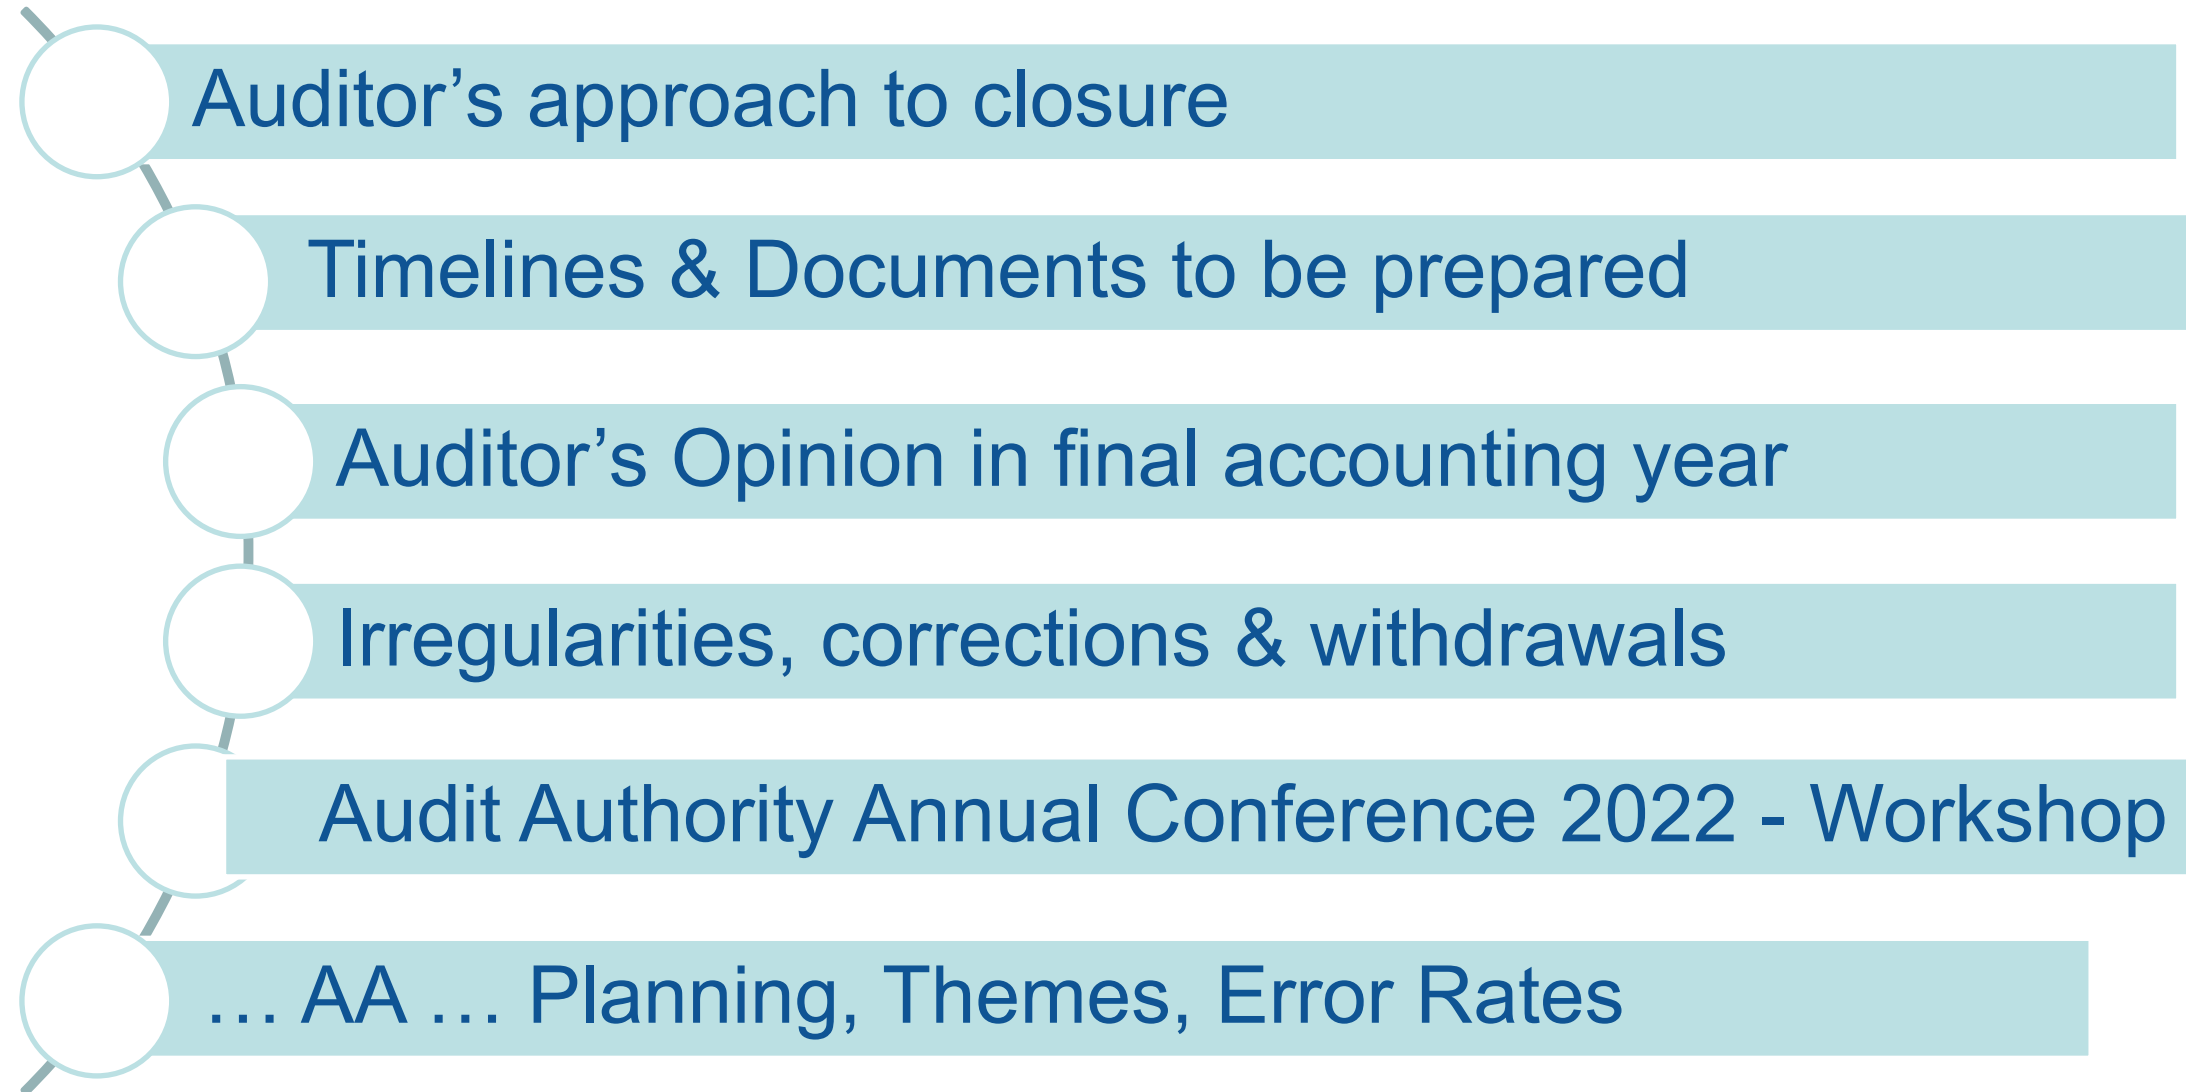 Auditor’s approach to closure
Timelines & Documents to be prepared
Auditor’s Opinion in final accounting year
Irregularities, corrections & withdrawals
Audit Authority Annual Conference 2022 - Workshop
… AA … Planning, Themes, Error Rates